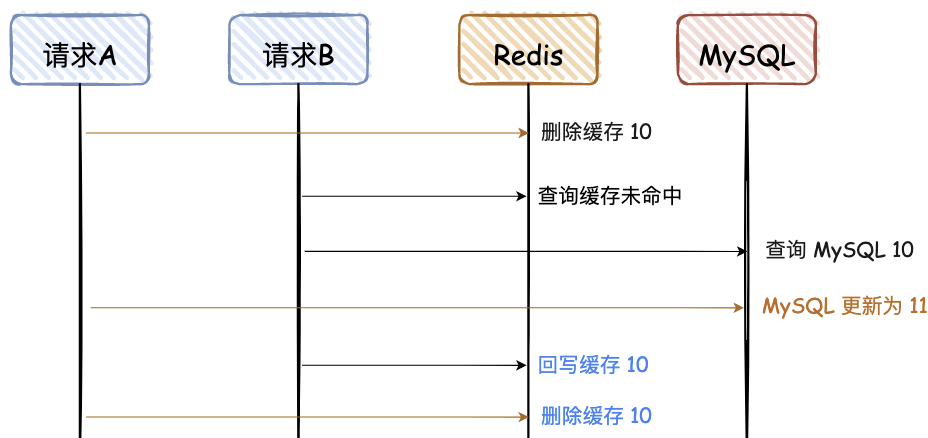 请求A
请求B
Redis
MySQL
删除缓存 10
查询缓存未命中
查询 MySQL 10
MySQL 更新为 11
回写缓存 10
删除缓存 10